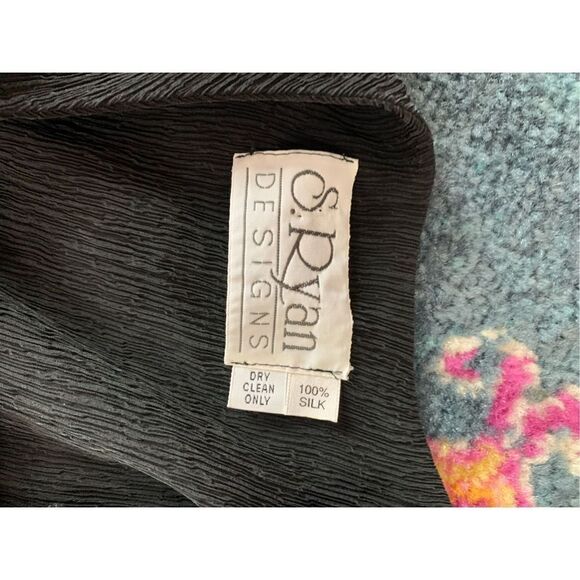 S. Ryan
DESIGNS
DRY
CLEAN
ONLY
100%
SILK